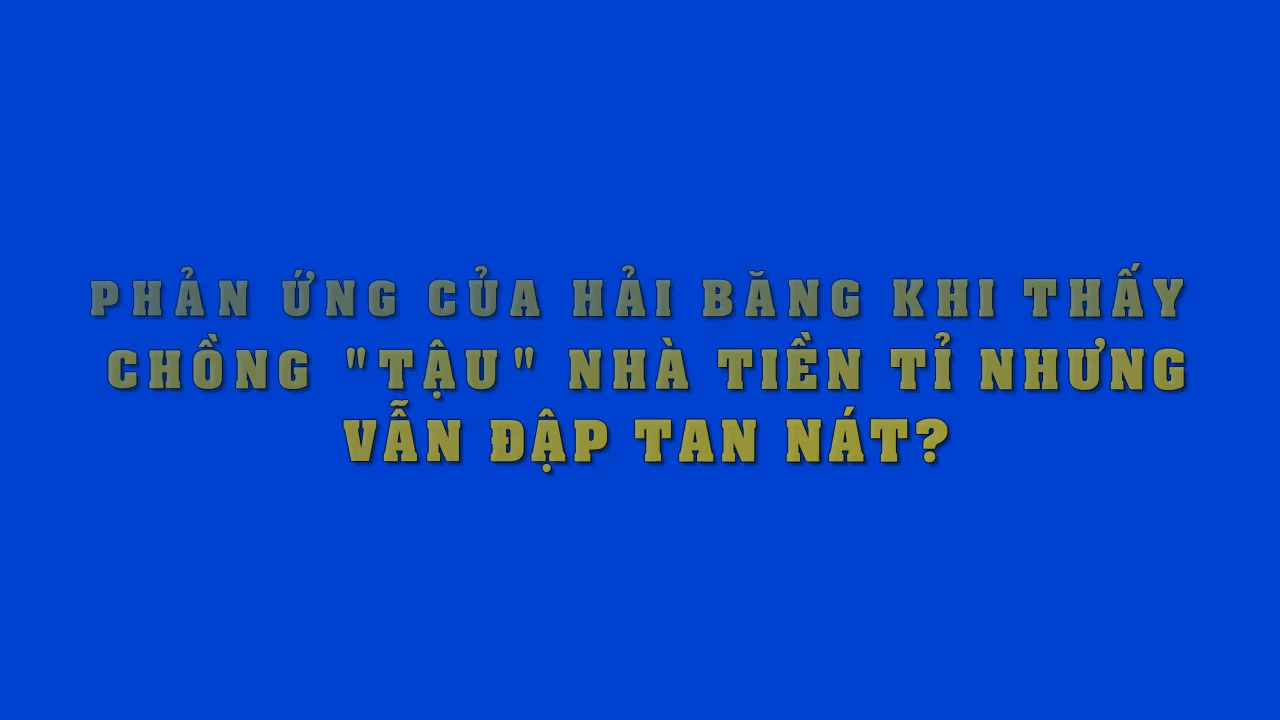 PHẢN ỨNG CỦA HẢI BĂNG KHI THẤY
CHỒNG "TẬU" NHÀ TIỀN TỈ NHƯNG
VẪN ĐẬP TAN NÁT?